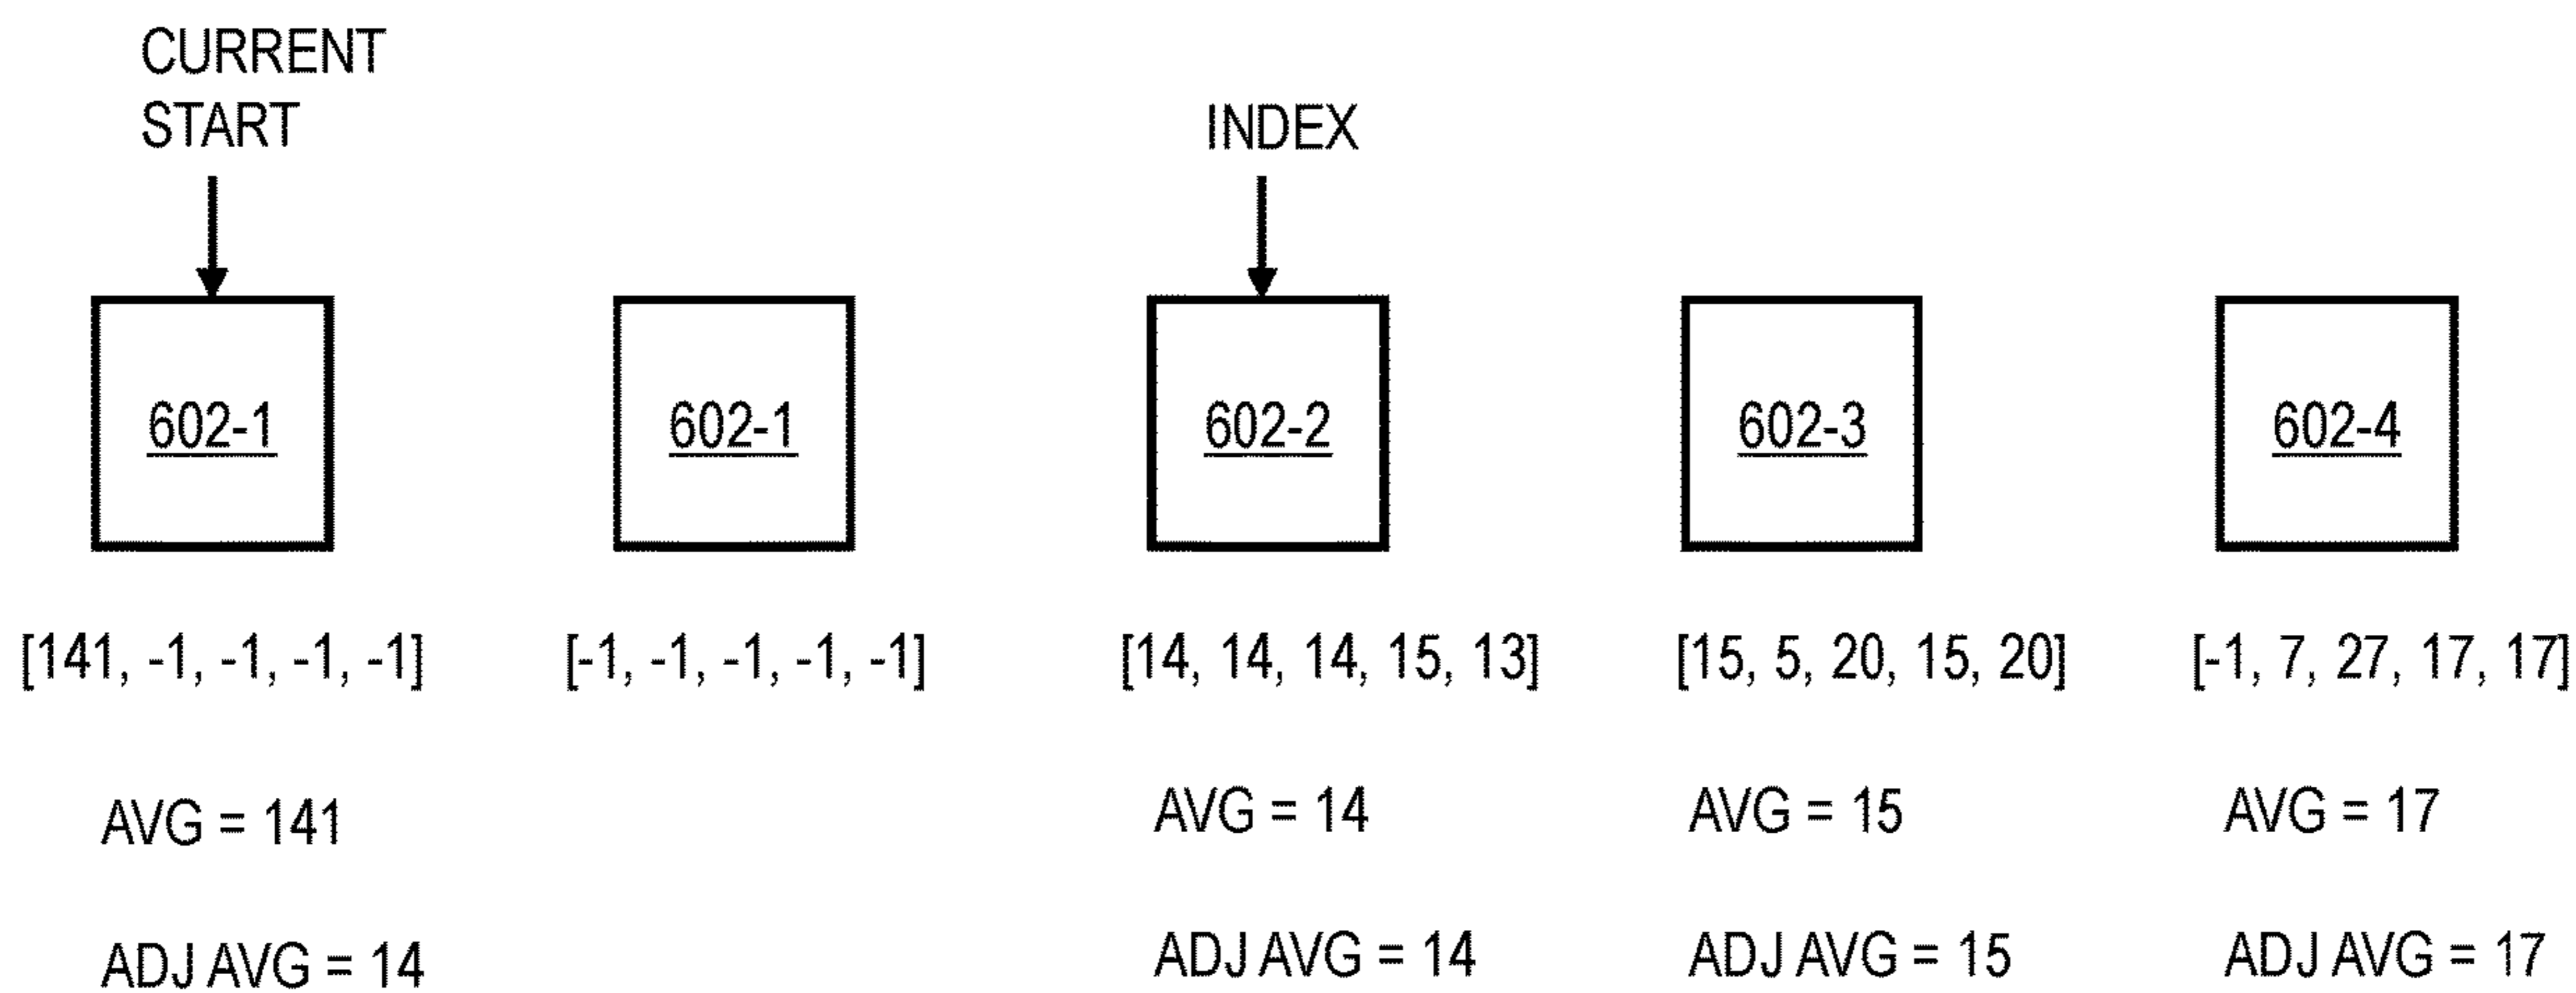 CURRENT
START
INDEX
602-1
602-1
602-2
602-3
602-4
[141, -1, -1, -1, -1]
[-1, -1, -1, -1, -1]
[14, 14, 14, 15, 13]
[15, 5, 20, 15, 20]
[-1, 7, 27, 17, 17]
AVG = 141
AVG = 14
AVG = 15
AVG = 17
ADJ AVG = 14
ADJ AVG = 14
ADJ AVG = 15
ADJ AVG = 17